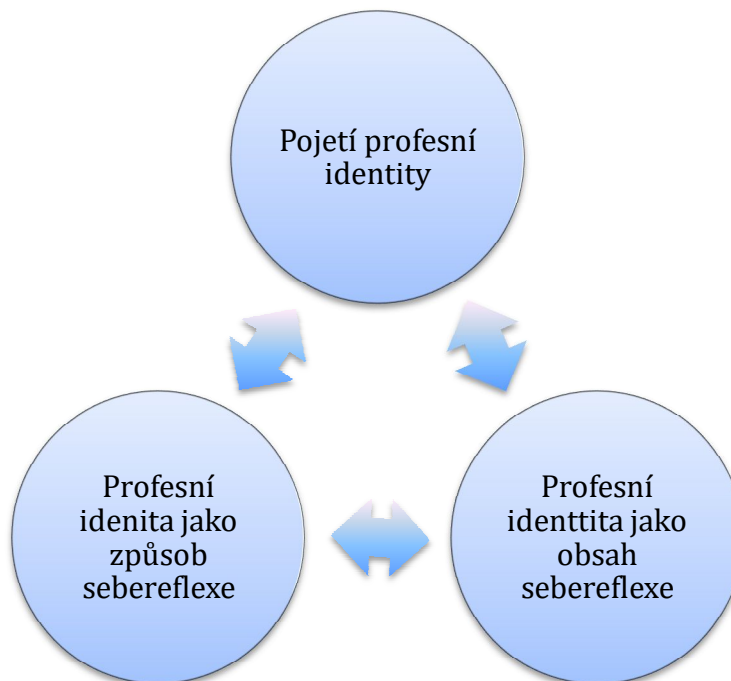 Pojetí profesní
identity
Profesní
idenita jako
způsob
sebereflexe
Profesní
identtita jako
obsah
sebereflexe